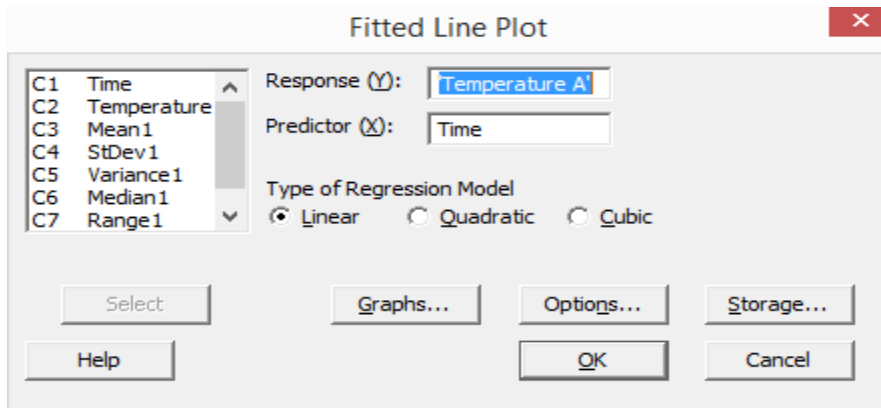 Fitted Line Plot
C1 Time
C2 Temperature
C3 Mean1
C4 StDev1
C5 Variance1
C6 Median1
C7 Range1
Response (Y): 'Temperature A'
Predictor (X): Time
Type of Regression Model
Linear Quadratic Cubic
Select Graphs... Options... Storage...
Help OK Cancel